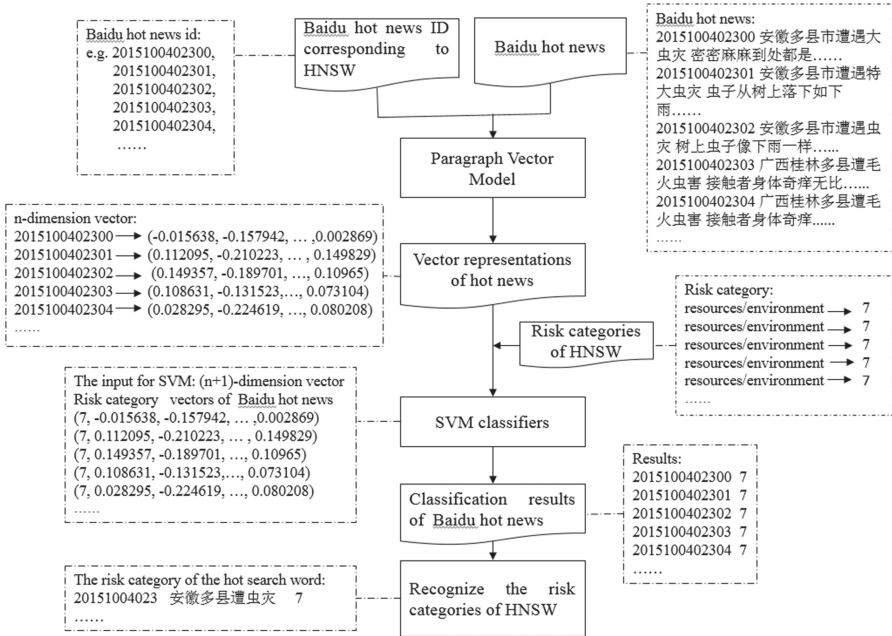 Baidu hot news id:
e.g. 2015100402300,
2015100402301,
2015100402302,
2015100402303,
2015100402304,
……
Baidu hot news ID
corresponding to
HNSW
Baidu hot news
Baidu hot news:
2015100402300 安徽多县市遭遇大
虫灾 密密麻麻到处都是……
2015100402301 安徽多县市遭遇特
大虫灾 虫子从树上落下如下
雨……
2015100402302 安徽多县市遭遇虫
灾 树上虫子像下雨一样…...
2015100402303 广西桂林多县遭毛
火虫害 接触者身体奇痒无比…...
2015100402304 广西桂林多县遭毛
火虫害 接触者身体奇痒......
……
Paragraph Vector
Model
n-dimension vector:
2015100402300 (-0.015638, -0.157942, … ,0.002869)
2015100402301 (0.112095, -0.210223, … , 0.149829)
2015100402302 (0.149357, -0.189701, …, 0.10965)
2015100402303 (0.108631, -0.131523,…, 0.073104)
2015100402304 (0.028295, -0.224619, …, 0.080208)
……
Vector representations
of hot news
Risk categories
of HNSW
Risk category:
resources/environment 7
resources/environment 7
resources/environment 7
resources/environment 7
resources/environment 7
……
The input for SVM: (n+1)-dimension vector
Risk category vectors of Baidu hot news
(7, -0.015638, -0.157942, … ,0.002869)
(7, 0.112095, -0.210223, … , 0.149829)
(7, 0.149357, -0.189701, …, 0.10965)
(7, 0.108631, -0.131523,…, 0.073104)
(7, 0.028295, -0.224619, …, 0.080208)
……
SVM classifiers
Classification results
of Baidu hot news
Results:
2015100402300 7
2015100402301 7
2015100402302 7
2015100402303 7
2015100402304 7
……
The risk category of the hot search word:
20151004023 安徽多县遭虫灾 7
……
Recognize the risk
categories of HNSW